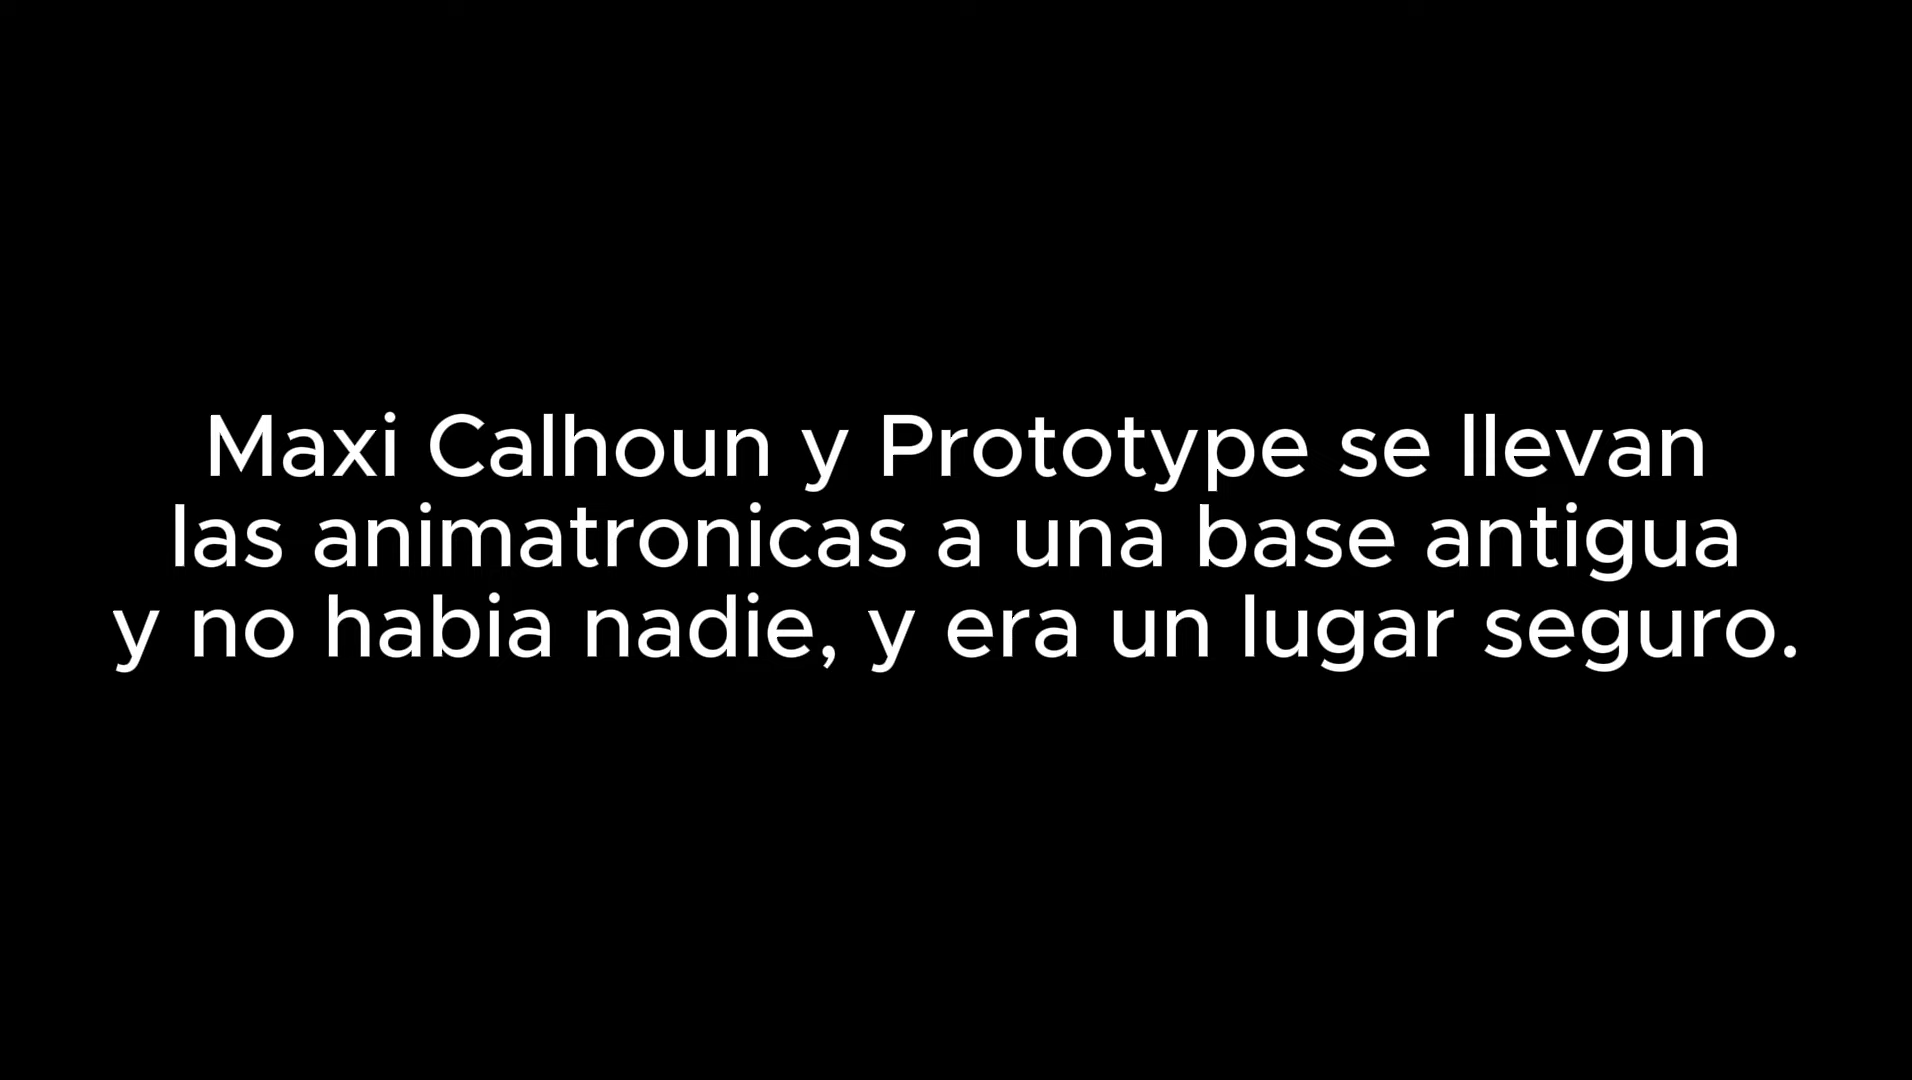 Maxi Calhoun y Prototype se llevan
las animatronicas a una base antigua
y no habia nadie, y era un lugar seguro.